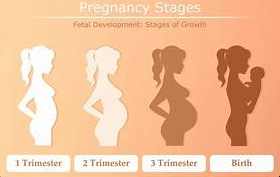 Pregnancy Stages
Fetal Development: Stages of Growth
1 Trimester
2 Trimester
3 Trimester
Birth